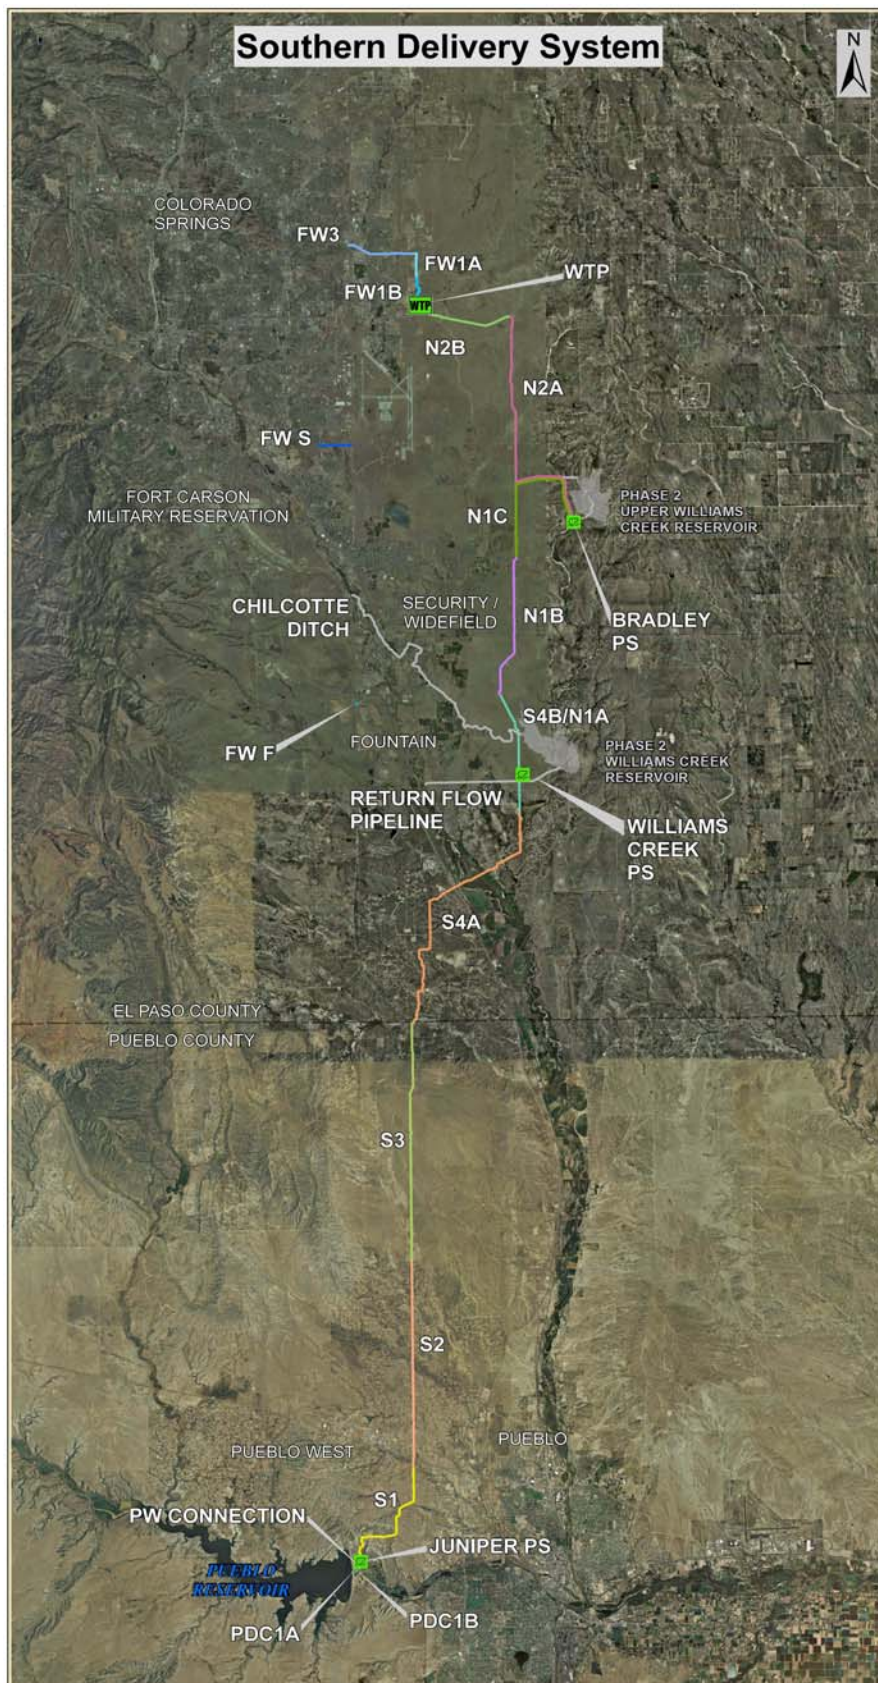 Southern Delivery System
N
COLORADO
SPRINGS
FW3
FW1A
WTP
FW1B
WTP
N2B
N2A
FW S
FORT CARSON
MILITARY RESERVATION
PHASE 2
UPPER WILLIAMS
CREEK RESERVOIR
N1C
CHILCOTTE
DITCH
SECURITY /
WIDEFIELD
N1B
BRADLEY
PS
S4B/N1A
FW F
FOUNTAIN
PHASE 2
WILLIAMS CREEK
RESERVOIR
RETURN FLOW
PIPELINE
WILLIAMS
CREEK
PS
S4A
EL PASO COUNTY
PUEBLO COUNTY
S3
S2
PUEBLO WEST
PUEBLO
S1
PW CONNECTION
JUNIPER PS
PUEBLO
RESERVOIR
PDC1B
PDC1A